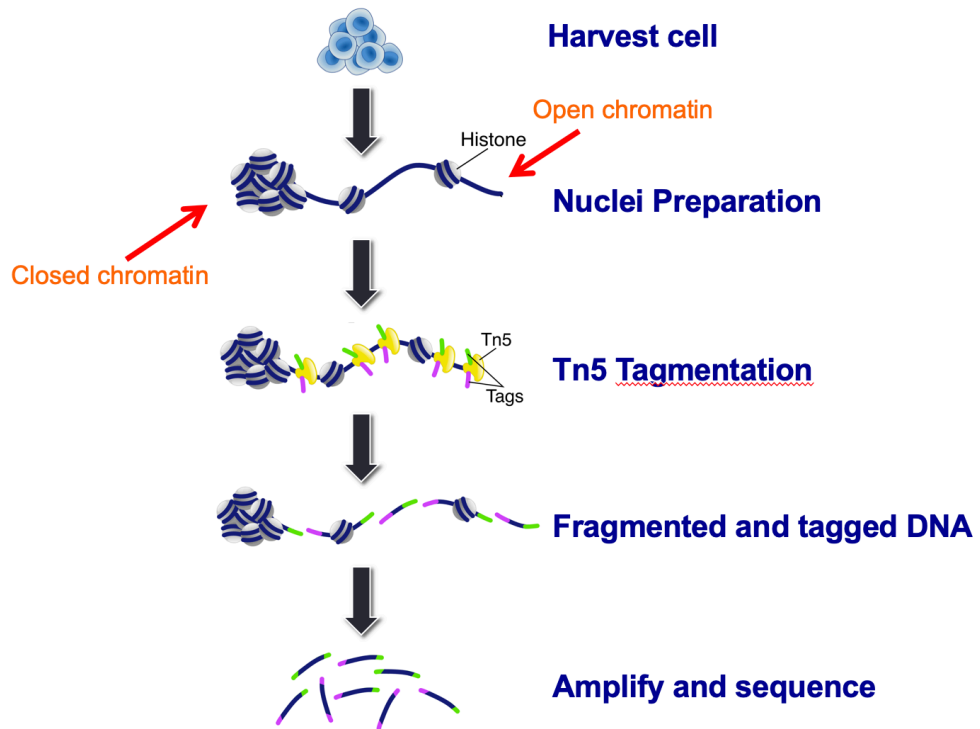 Harvest cell
Open chromatin
Histone
Nuclei Preparation
Closed chromatin
Tn5
Tn5 Tagmentation
Tags
Fragmented and tagged DNA
Amplify and sequence